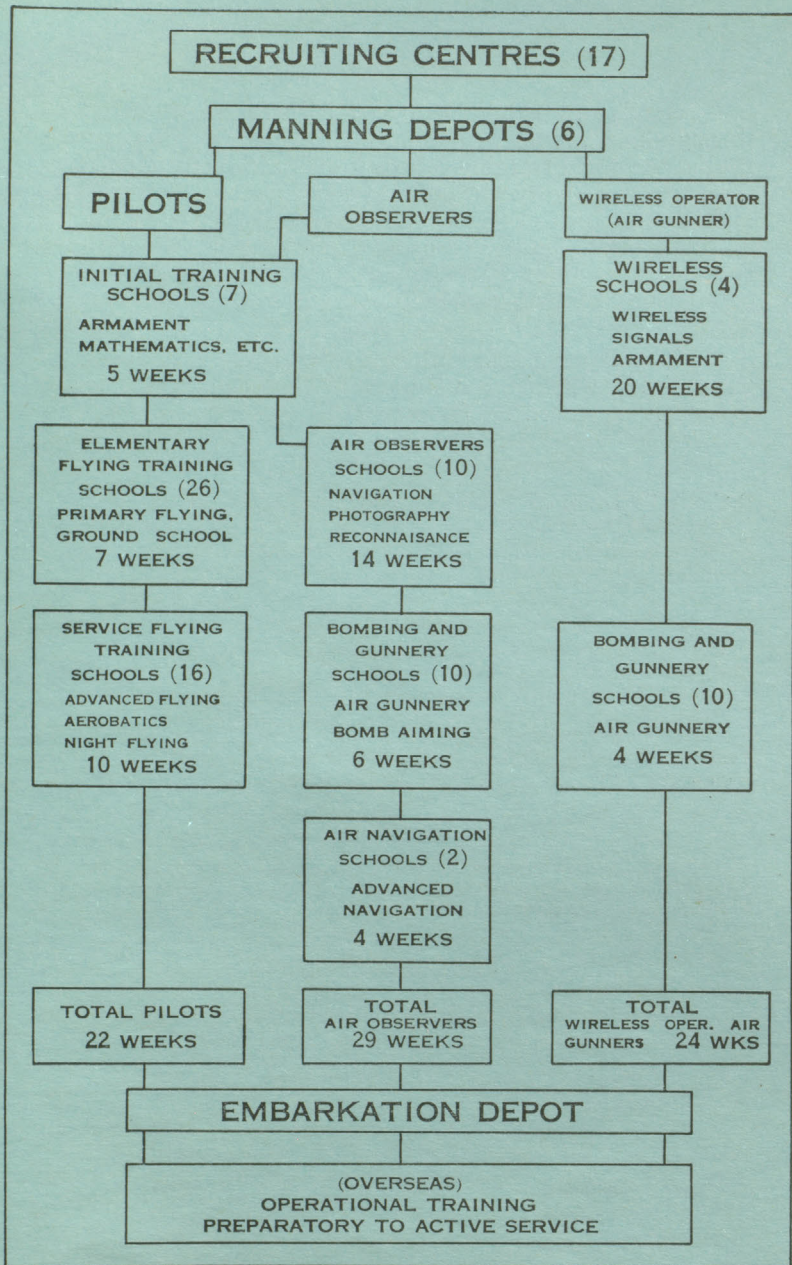 RECRUITING CENTRES (17)
MANNING DEPOTS (6)
PILOTS
AIR
OBSERVERS
WIRELESS OPERATOR
(AIR GUNNER)
INITIAL TRAINING
SCHOOLS (7)
ARMAMENT
MATHEMATICS, ETC.
5 WEEKS
WIRELESS
SCHOOLS (4)
WIRELESS
SIGNALS
ARMAMENT
20 WEEKS
ELEMENTARY
FLYING TRAINING
SCHOOLS (26)
PRIMARY FLYING,
GROUND SCHOOL
7 WEEKS
AIR OBSERVERS
SCHOOLS (10)
NAVIGATION
PHOTOGRAPHY
RECONNAISANCE
14 WEEKS
SERVICE FLYING
TRAINING
SCHOOLS (16)
ADVANCED FLYING
AEROBATICS
NIGHT FLYING
10 WEEKS
BOMBING AND
GUNNERY
SCHOOLS (10)
AIR GUNNERY
BOMB AIMING
6 WEEKS
BOMBING AND
GUNNERY
SCHOOLS (10)
AIR GUNNERY
4 WEEKS
AIR NAVIGATION
SCHOOLS (2)
ADVANCED
NAVIGATION
4 WEEKS
TOTAL PILOTS
22 WEEKS
TOTAL
AIR OBSERVERS
29 WEEKS
TOTAL
WIRELESS OPER. AIR
GUNNERS 24 WKS
EMBARKATION DEPOT
(OVERSEAS)
OPERATIONAL TRAINING
PREPARATORY TO ACTIVE SERVICE